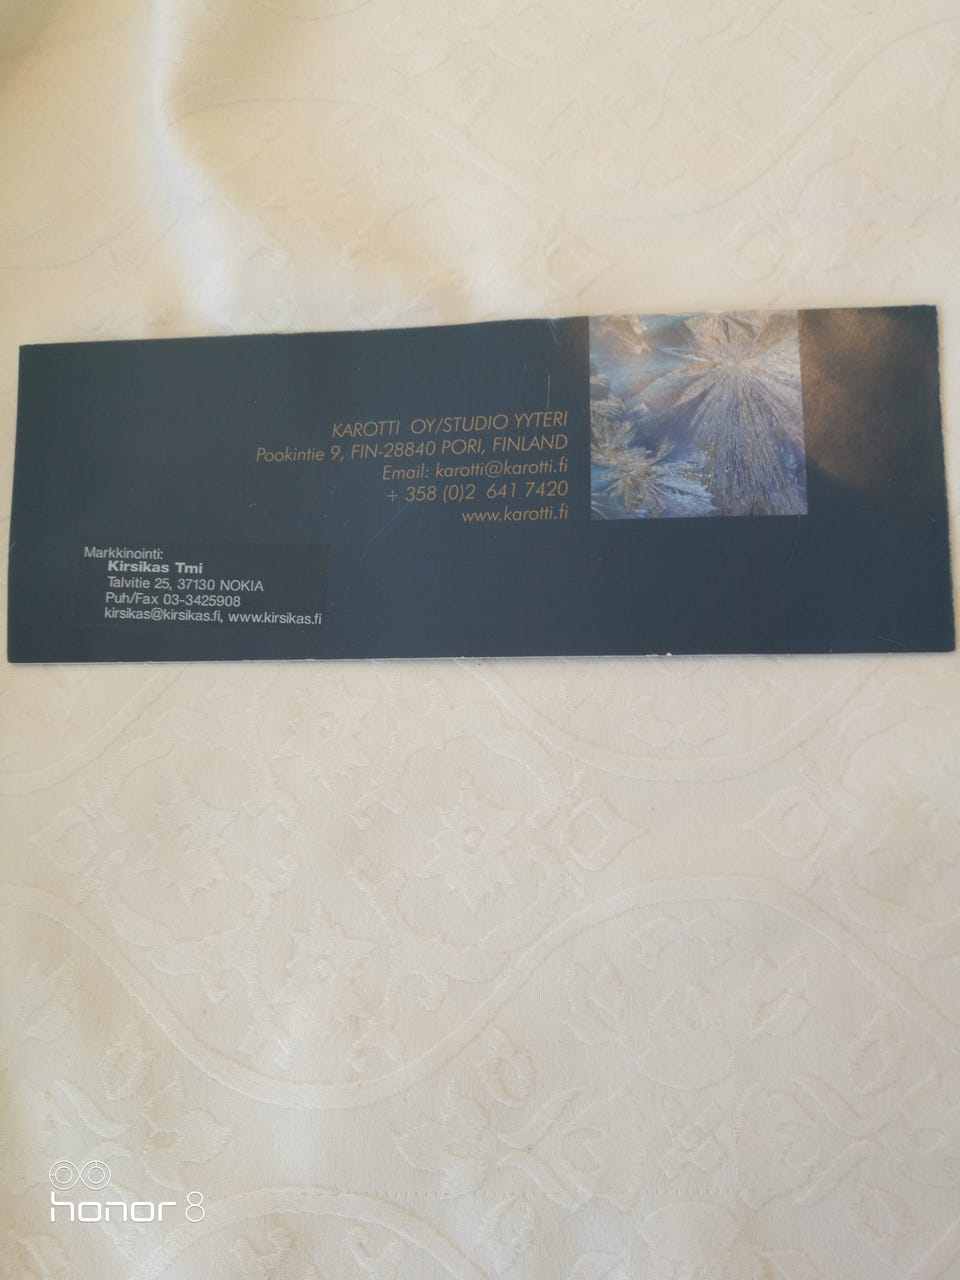 KAROTTI OY/STUDIO YYTERI
Pookintie 9, FIN-28840 PORI, FINLAND
Email: karotti@karotti.fi
+ 358 (0)2 641 7420
www.karotti.fi
Markkinointi:
Kirsikas Tmi
Talvitie 25, 37130 NOKIA
Puh/Fax 03-3425908
kirsikas@kirsikas.fi, www.kirsikas.fi
honor 8